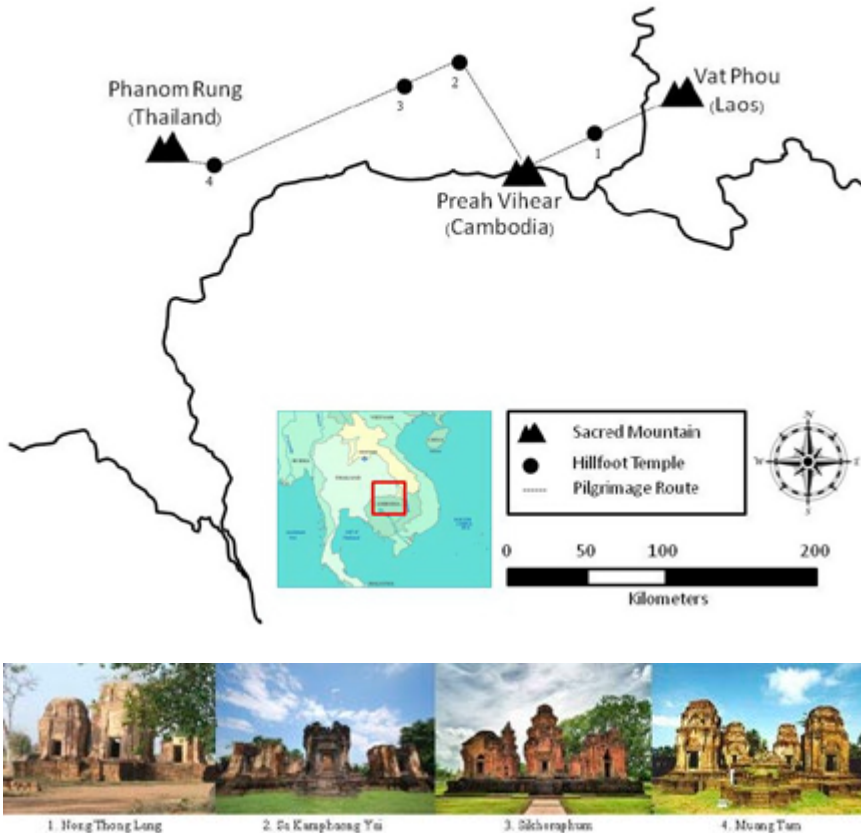 Phanom Rung
(Thailand)
2
3
4
Vat Phou
(Laos)
1
Preah Vihear
(Cambodia)
Sacred Mountain
Hillfoot Temple
Pilgrimage Route
N
W
S
0 50 100 200
Kilometers
THAILAND
1. Nong Thong Lang
2. Sa Kamphaeng Yai
3. Sikhoraphum
4. Muang Tam